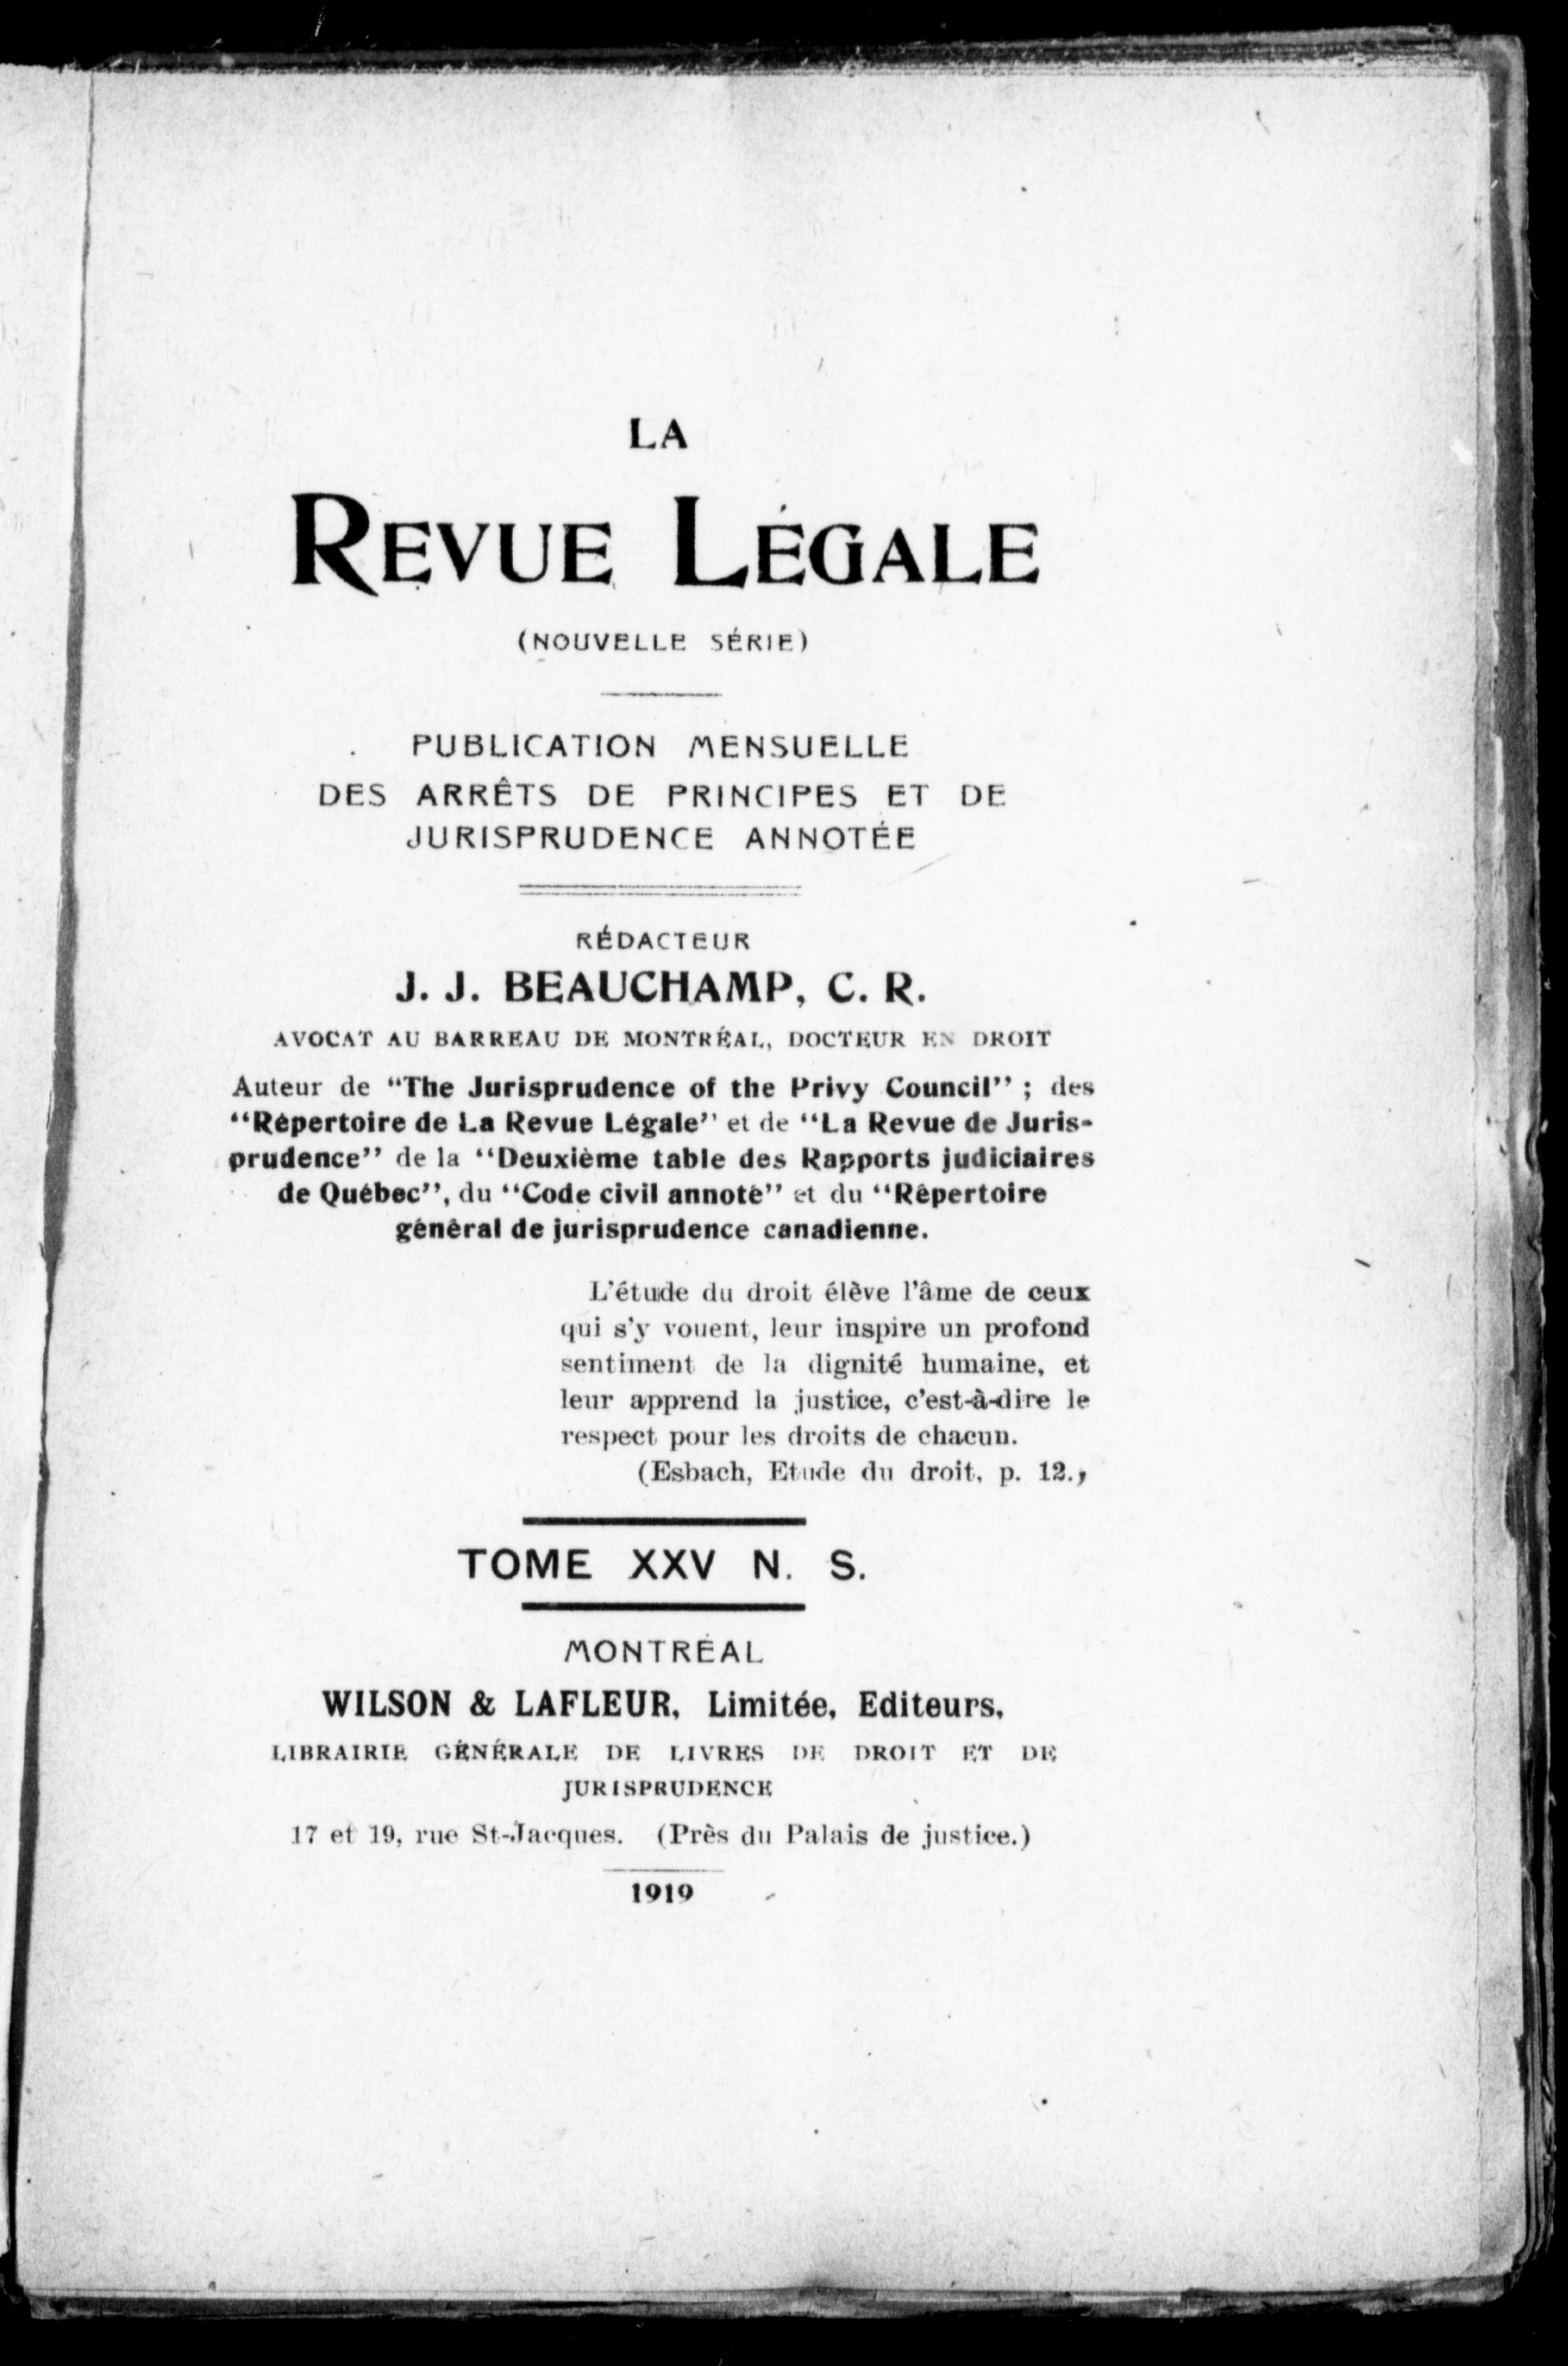 LA
REVUE LÉGALE
(NOUVELLE SÉRIE)
PUBLICATION MENSUELLE
DES ARRÊTS DE PRINCIPES ET DE
JURISPRUDENCE ANNOTÉE
RÉDACTEUR
J. J. BEAUCHAMP, C. R.
AVOCAT AU BARREAU DE MONTRÉAL, DOCTEUR EN DROIT
Auteur de "The Jurisprudence of the Privy Council" ; des
"Répertoire de La Revue Légale" et de "La Revue de Juris-
prudence" de la "Deuxième table des Rapports judiciaires
de Québec", du "Code civil annoté" et du "Répertoire
général de jurisprudence canadienne.
L'étude du droit élève l'âme de ceux
qui s'y vouent, leur inspire un profond
sentiment de la dignité humaine, et
leur apprend la justice, c'est-à-dire le
respect pour les droits de chacun.
(Esbach, Etude du droit, p. 12.,
TOME XXV N. S.
MONTRÉAL
WILSON & LAFLEUR, Limitée, Editeurs,
LIBRAIRIE GÉNÉRALE DE LIVRES DE DROIT ET DE
JURISPRUDENCE
17 et 19, rue St-Jacques. (Près du Palais de justice.)
1919